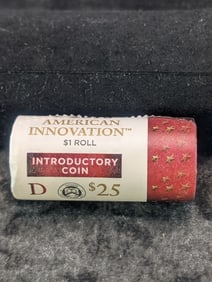 AMERICAN
INNOVATION™
$1 ROLL
INTRODUCTORY
COIN
D $25